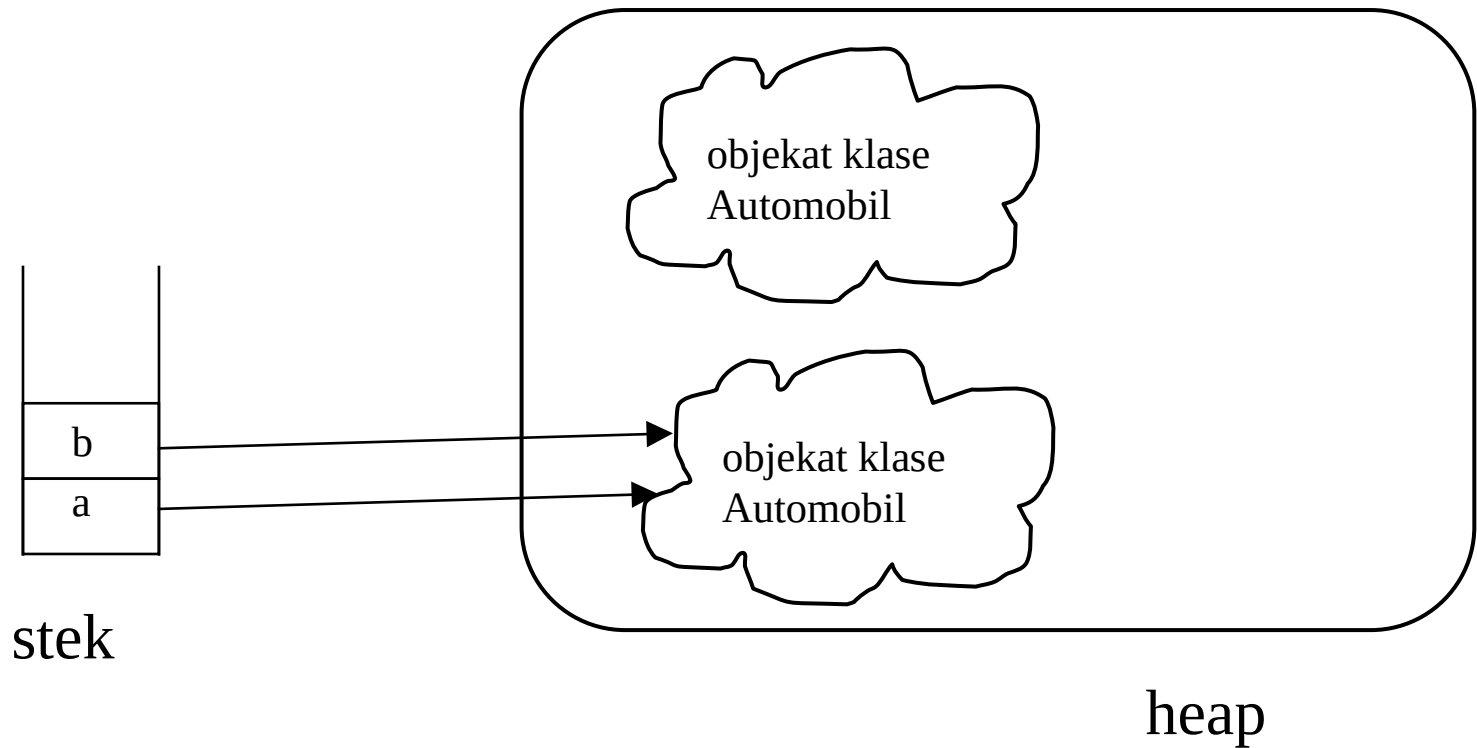 objekat klase
Automobil
b
objekat klase
Automobil
a
stek
heap